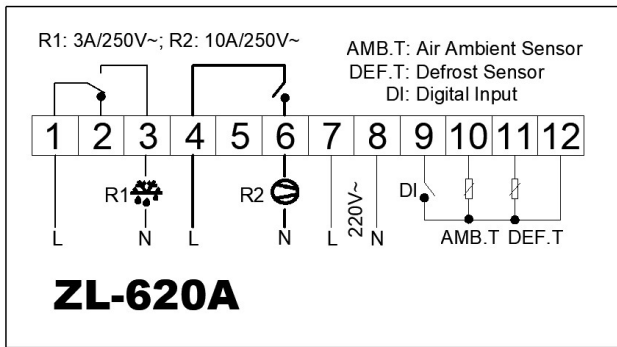 R1: 3A/250V~; R2: 10A/250V~
AMB.T: Air Ambient Sensor
DEF.T: Defrost Sensor
DI: Digital Input
1 2 3 4 5 6 7 8 9 10 11 12
R1 R2 220V~ DI
L N L N L N AMB.T DEF.T
ZL-620A